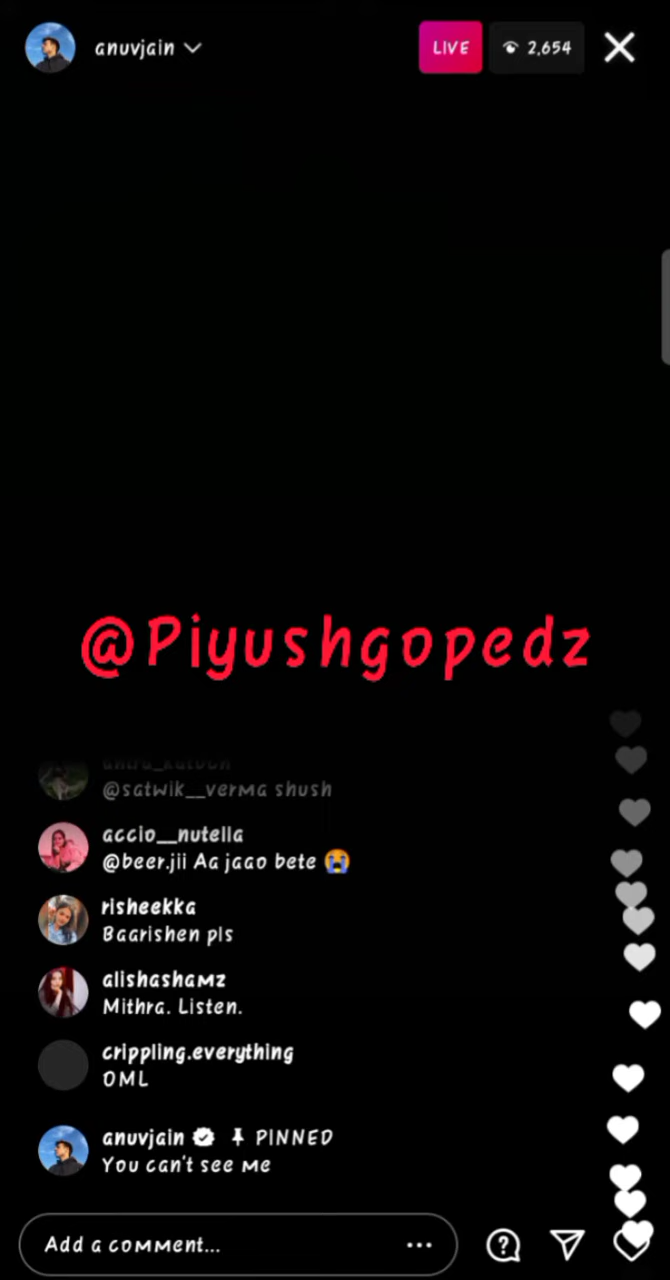 anuvjain
LIVE
2,654
@Piyushgopedz
@satwik__verma shush
accio__nutella
@beer.jii Aa jaao bete 😭
risheekka
Baarishen pls
alishashamz
Mithra. Listen.
crippling.everything
OML
anuvjain PINNED
You can't see me
Add a comment...